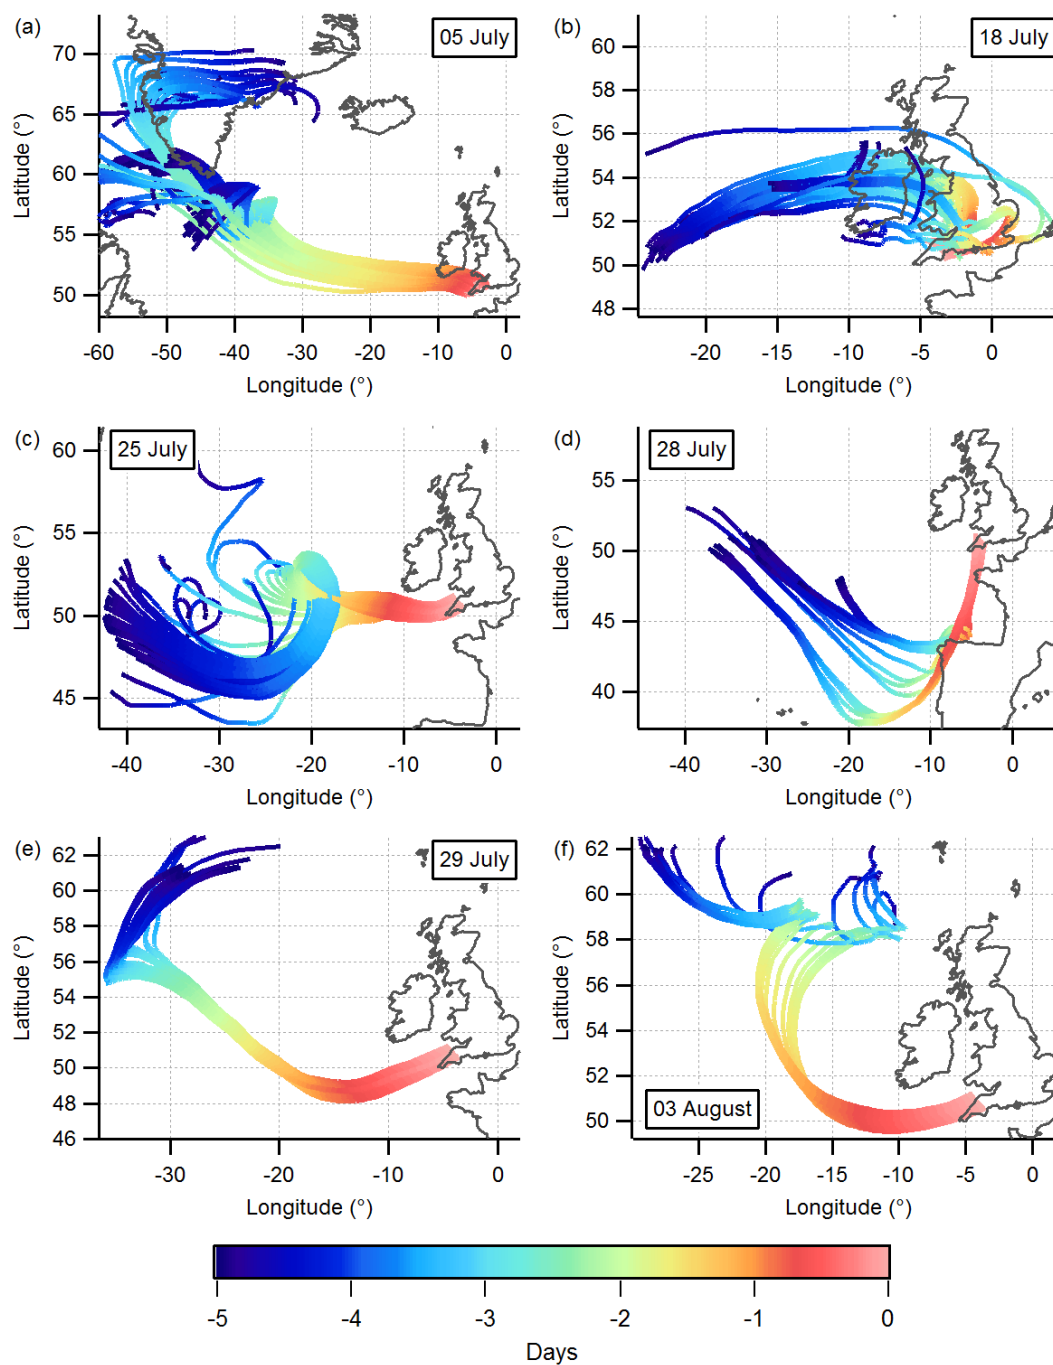 (a)
05 July
70
65
60
55
50
Latitude (°)
-60 -50 -40 -30 -20 -10 0
Longitude (°)
(b)
18 July
60
58
56
54
52
50
48
Latitude (°)
-20 -15 -10 -5 0
Longitude (°)
(c)
25 July
60
55
50
45
Latitude (°)
-40 -30 -20 -10 0
Longitude (°)
(d)
28 July
55
50
45
40
Latitude (°)
-40 -30 -20 -10 0
Longitude (°)
(e)
29 July
62
60
58
56
54
52
50
48
46
Latitude (°)
-30 -20 -10 0
Longitude (°)
(f)
03 August
62
60
58
56
54
52
50
Latitude (°)
-25 -20 -15 -10 -5 0
Longitude (°)
-5 -4 -3 -2 -1 0
Days